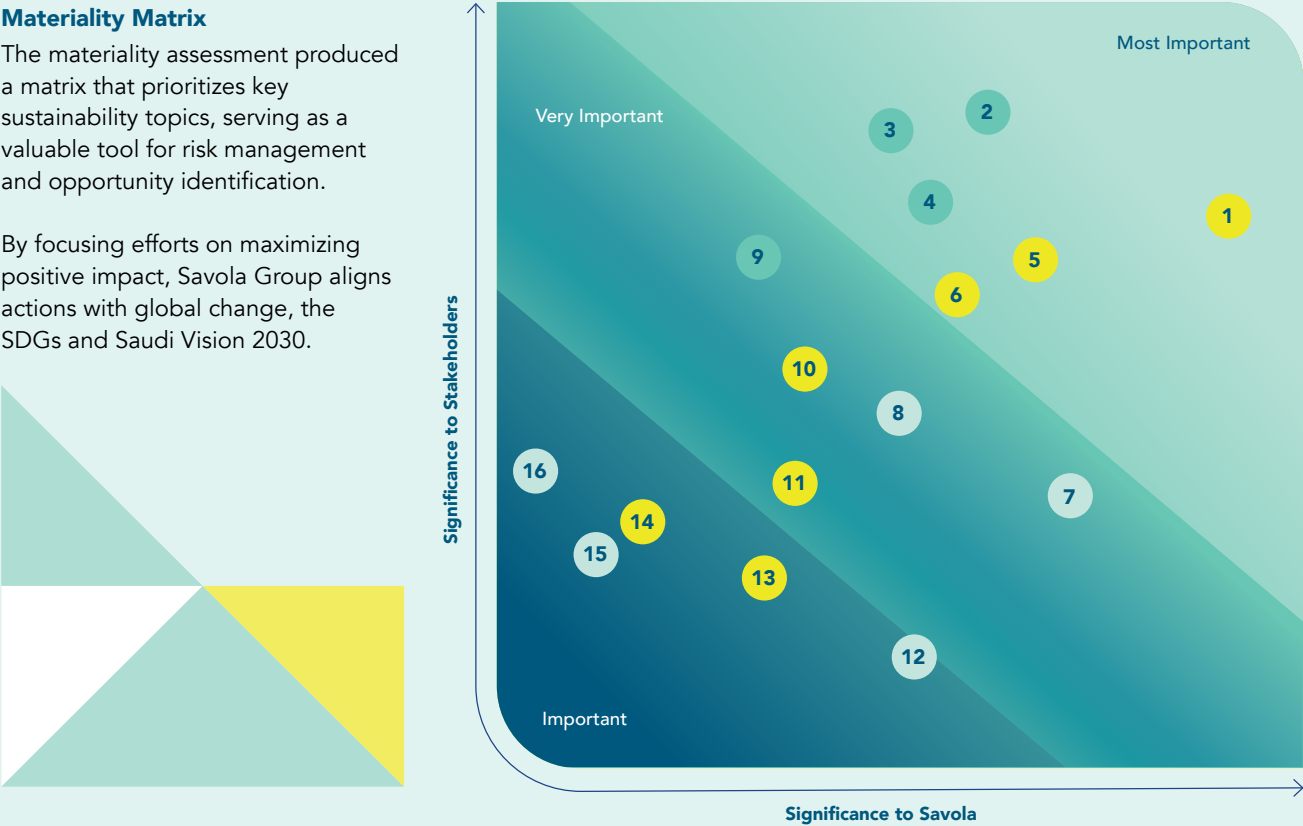 Materiality Matrix
The materiality assessment produced
a matrix that prioritizes key
sustainability topics, serving as a
valuable tool for risk management
and opportunity identification.
By focusing efforts on maximizing
positive impact, Savola Group aligns
actions with global change, the
SDGs and Saudi Vision 2030.
Significance to Stakeholders
Most Important
Very Important
2
3
4
1
9
5
6
10
8
16
11
7
14
15
13
12
Important
Significance to Savola